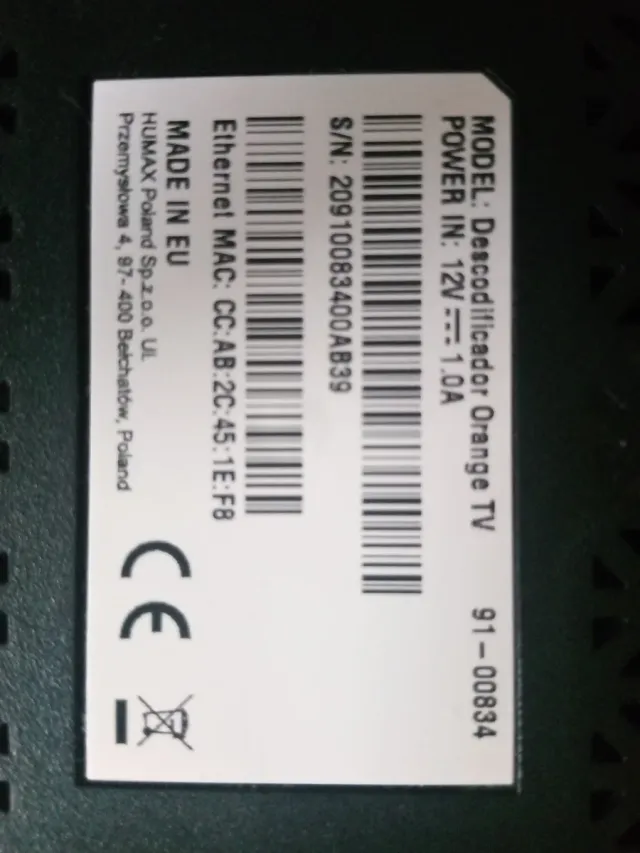 MODEL: Descodificador Orange TV 91-00834
POWER IN: 12V ⎓ 1.0A
S/N: 20910083400AB39
Ethernet MAC: CC:AB:2C:45:1E:F8
MADE IN EU
HUMAX Poland Sp.z.o.o. Ul.
Przemysłowa 4, 97- 400 Bełchatów, Poland
CE